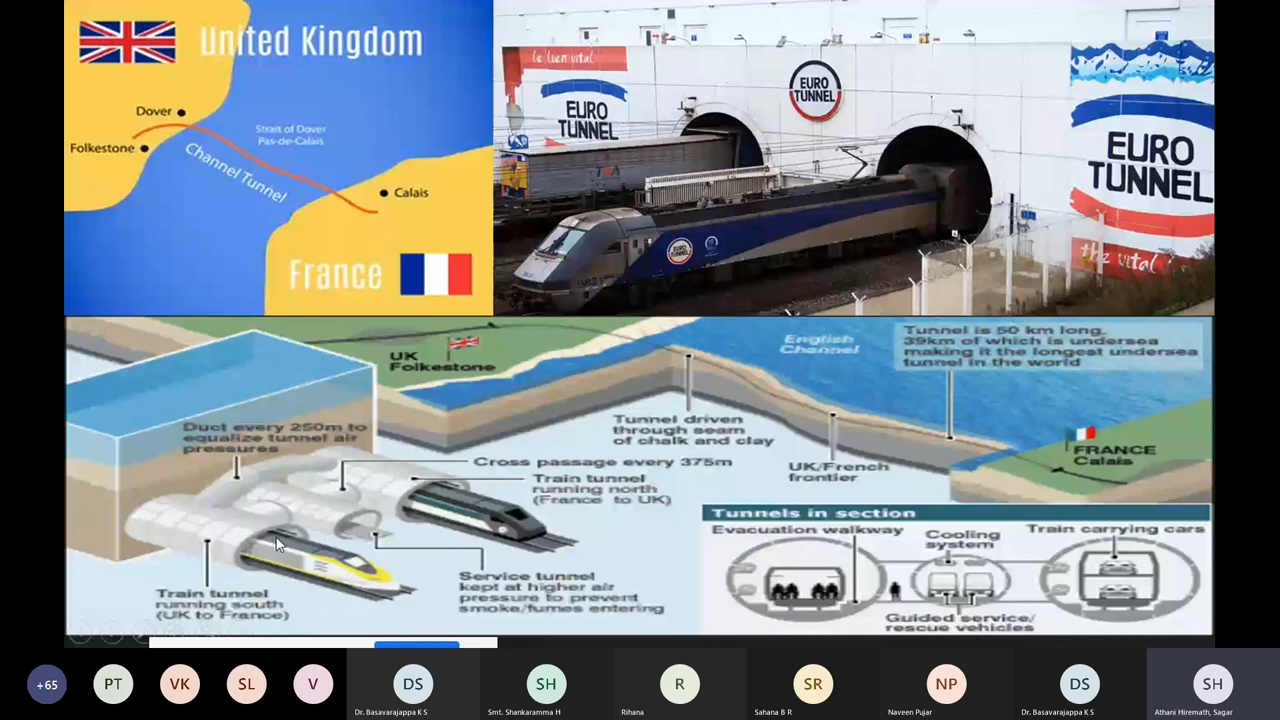 United Kingdom
Dover
Folkestone
Strait of Dover
Pas-de-Calais
Channel Tunnel
Calais
France
le lien vital
EURO
TUNNEL
EURO
TUNNEL
EURO
TUNNEL
the vital
UK
Folkestone
English
Channel
Tunnel is 50 km long,
39km of which is undersea
making it the longest undersea
tunnel in the world
Duct every 250m to
equalize tunnel air
pressures
Tunnel driven
through seam
of chalk and clay
UK/French
frontier
FRANCE
Calais
Cross passage every 375m
Train tunnel
running north
(France to UK)
Train tunnel
running south
(UK to France)
Service tunnel
kept at higher air
pressure to prevent
smoke/fumes entering
Tunnels in section
Evacuation walkway
Cooling
system
Train carrying cars
Guided service/
rescue vehicles
+65
PT
VK
SL
V
DS
Dr. Basavarajappa K S
SH
Smt. Shankaramma H
R
Rihana
SR
Sahana B R
NP
Naveen Pujar
DS
Dr. Basavarajappa K S
SH
Athani Hiremath, Sagar